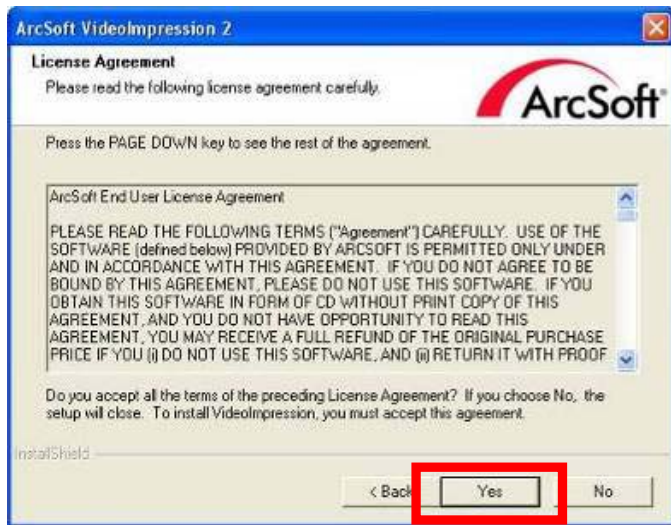 ArcSoft VideoImpression 2
License Agreement
Please read the following license agreement carefully.
ArcSoft
Press the PAGE DOWN key to see the rest of the agreement.
ArcSoft End User License Agreement
PLEASE READ THE FOLLOWING TERMS ("Agreement") CAREFULLY. USE OF THE
SOFTWARE (defined below) PROVIDED BY ARCSOFT IS PERMITTED ONLY UNDER
AND IN ACCORDANCE WITH THIS AGREEMENT. IF YOU DO NOT AGREE TO BE
BOUND BY THIS AGREEMENT, PLEASE DO NOT USE THIS SOFTWARE. IF YOU
OBTAIN THIS SOFTWARE IN FORM OF CD WITHOUT PRINT COPY OF THIS
AGREEMENT, AND YOU DO NOT HAVE OPPORTUNITY TO READ THIS
AGREEMENT, YOU MAY RECEIVE A FULL REFUND OF THE ORIGINAL PURCHASE
PRICE IF YOU (i) DO NOT USE THIS SOFTWARE, AND (ii) RETURN IT WITH PROOF
Do you accept all the terms of the preceding License Agreement? If you choose No, the
setup will close. To install VideoImpression, you must accept this agreement.
InstallShield
< Back
Yes
No